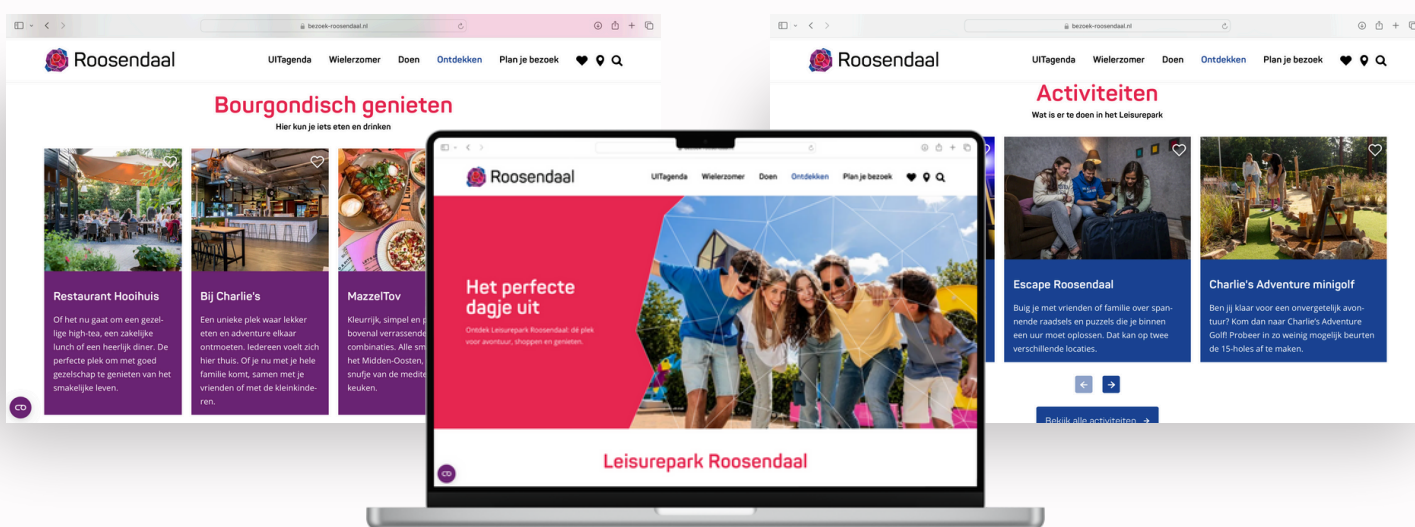 bezoek-roosendaal.nl
Roosendaal
UITagenda Wielerzomer Doen Ontdekken Plan je bezoek
Bourgondisch genieten
Hier kun je iets eten en drinken
Restaurant Hooihuis
Of het nu gaat om een gezel-
lige high-tea, een zakelijke
lunch of een heerlijk diner. De
perfecte plek om met goed
gezelschap te genieten van het
smakelijke leven.
Bij Charlie's
Een unieke plek waar lekker
eten en adventure elkaar
ontmoeten. Iedereen voelt zich
hier thuis. Of je nu met je hele
familie komt, samen met je
vrienden of met de kleinkinde-
ren.
MazzelTov
Kleurrijk, simpel en
bovenal verrassende
combinaties. Alle
het Midden-Oosten,
snufje van de
keuken.
Roosendaal
UITagenda Wielerzomer Doen Ontdekken Plan je bezoek
Het perfecte
dagje uit
Ontdek Leisurepark Roosendaal: dé plek
voor avontuur, shoppen en genieten.
Leisurepark Roosendaal
bezoek-roosendaal.nl
Roosendaal
UITagenda Wielerzomer Doen Ontdekken Plan je bezoek
Activiteiten
Wat is er te doen in het Leisurepark
Escape Roosendaal
Buig je met vrienden of familie over span-
nende raadsels en puzzels die je binnen
een uur moet oplossen. Dat kan op twee
verschillende locaties.
Charlie's Adventure minigolf
Ben jij klaar voor een onvergetelijk avon-
tuur? Kom dan naar Charlie's Adventure
Golf! Probeer in zo weinig mogelijk beurten
de 15-holes af te maken.
Bekijk alle activiteiten